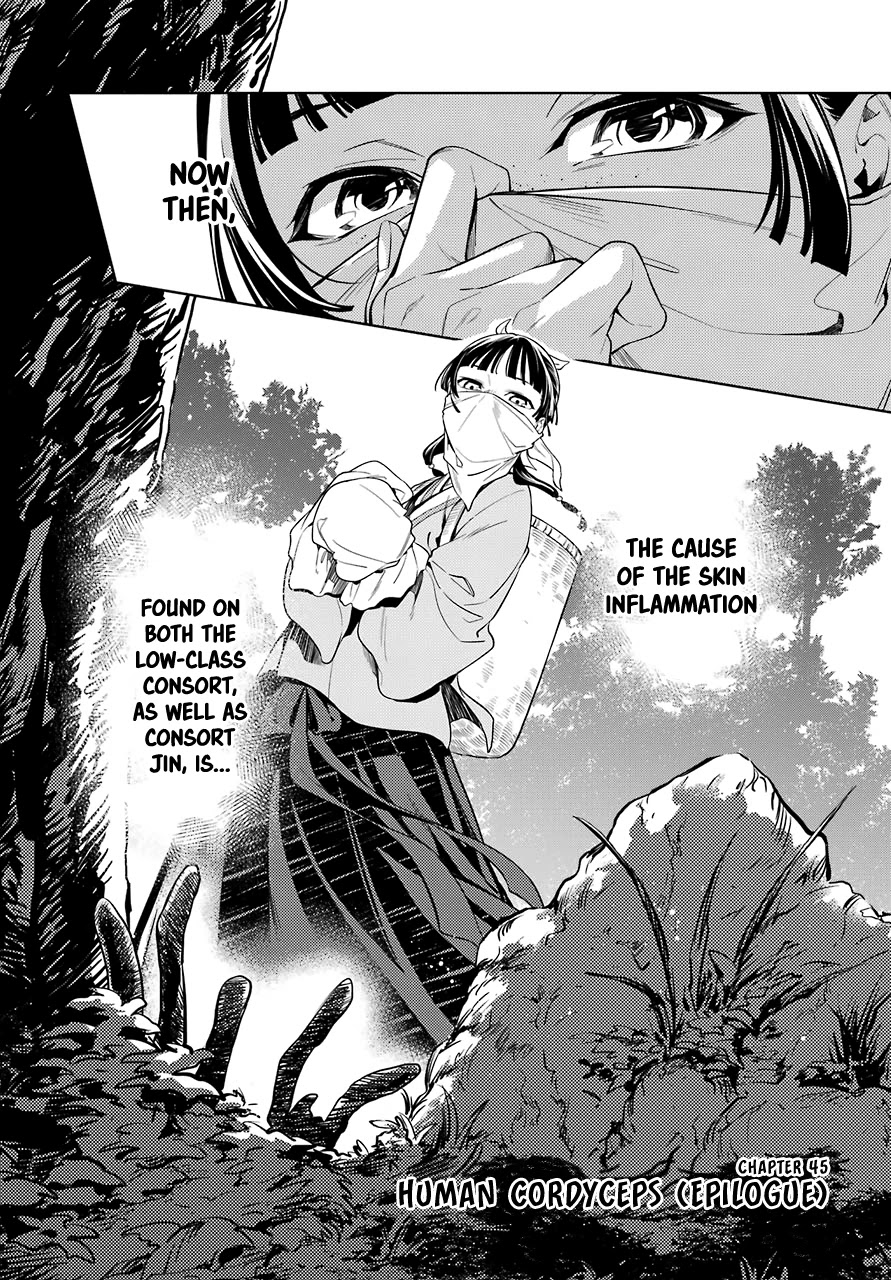 NOW
THEN,
THE CAUSE
OF THE SKIN
INFLAMMATION
FOUND ON
BOTH THE
LOW-CLASS
CONSORT,
AS WELL AS
CONSORT
JIN, IS...
CHAPTER 45
HUMAN CORDYCEPS (EPILOGUE)